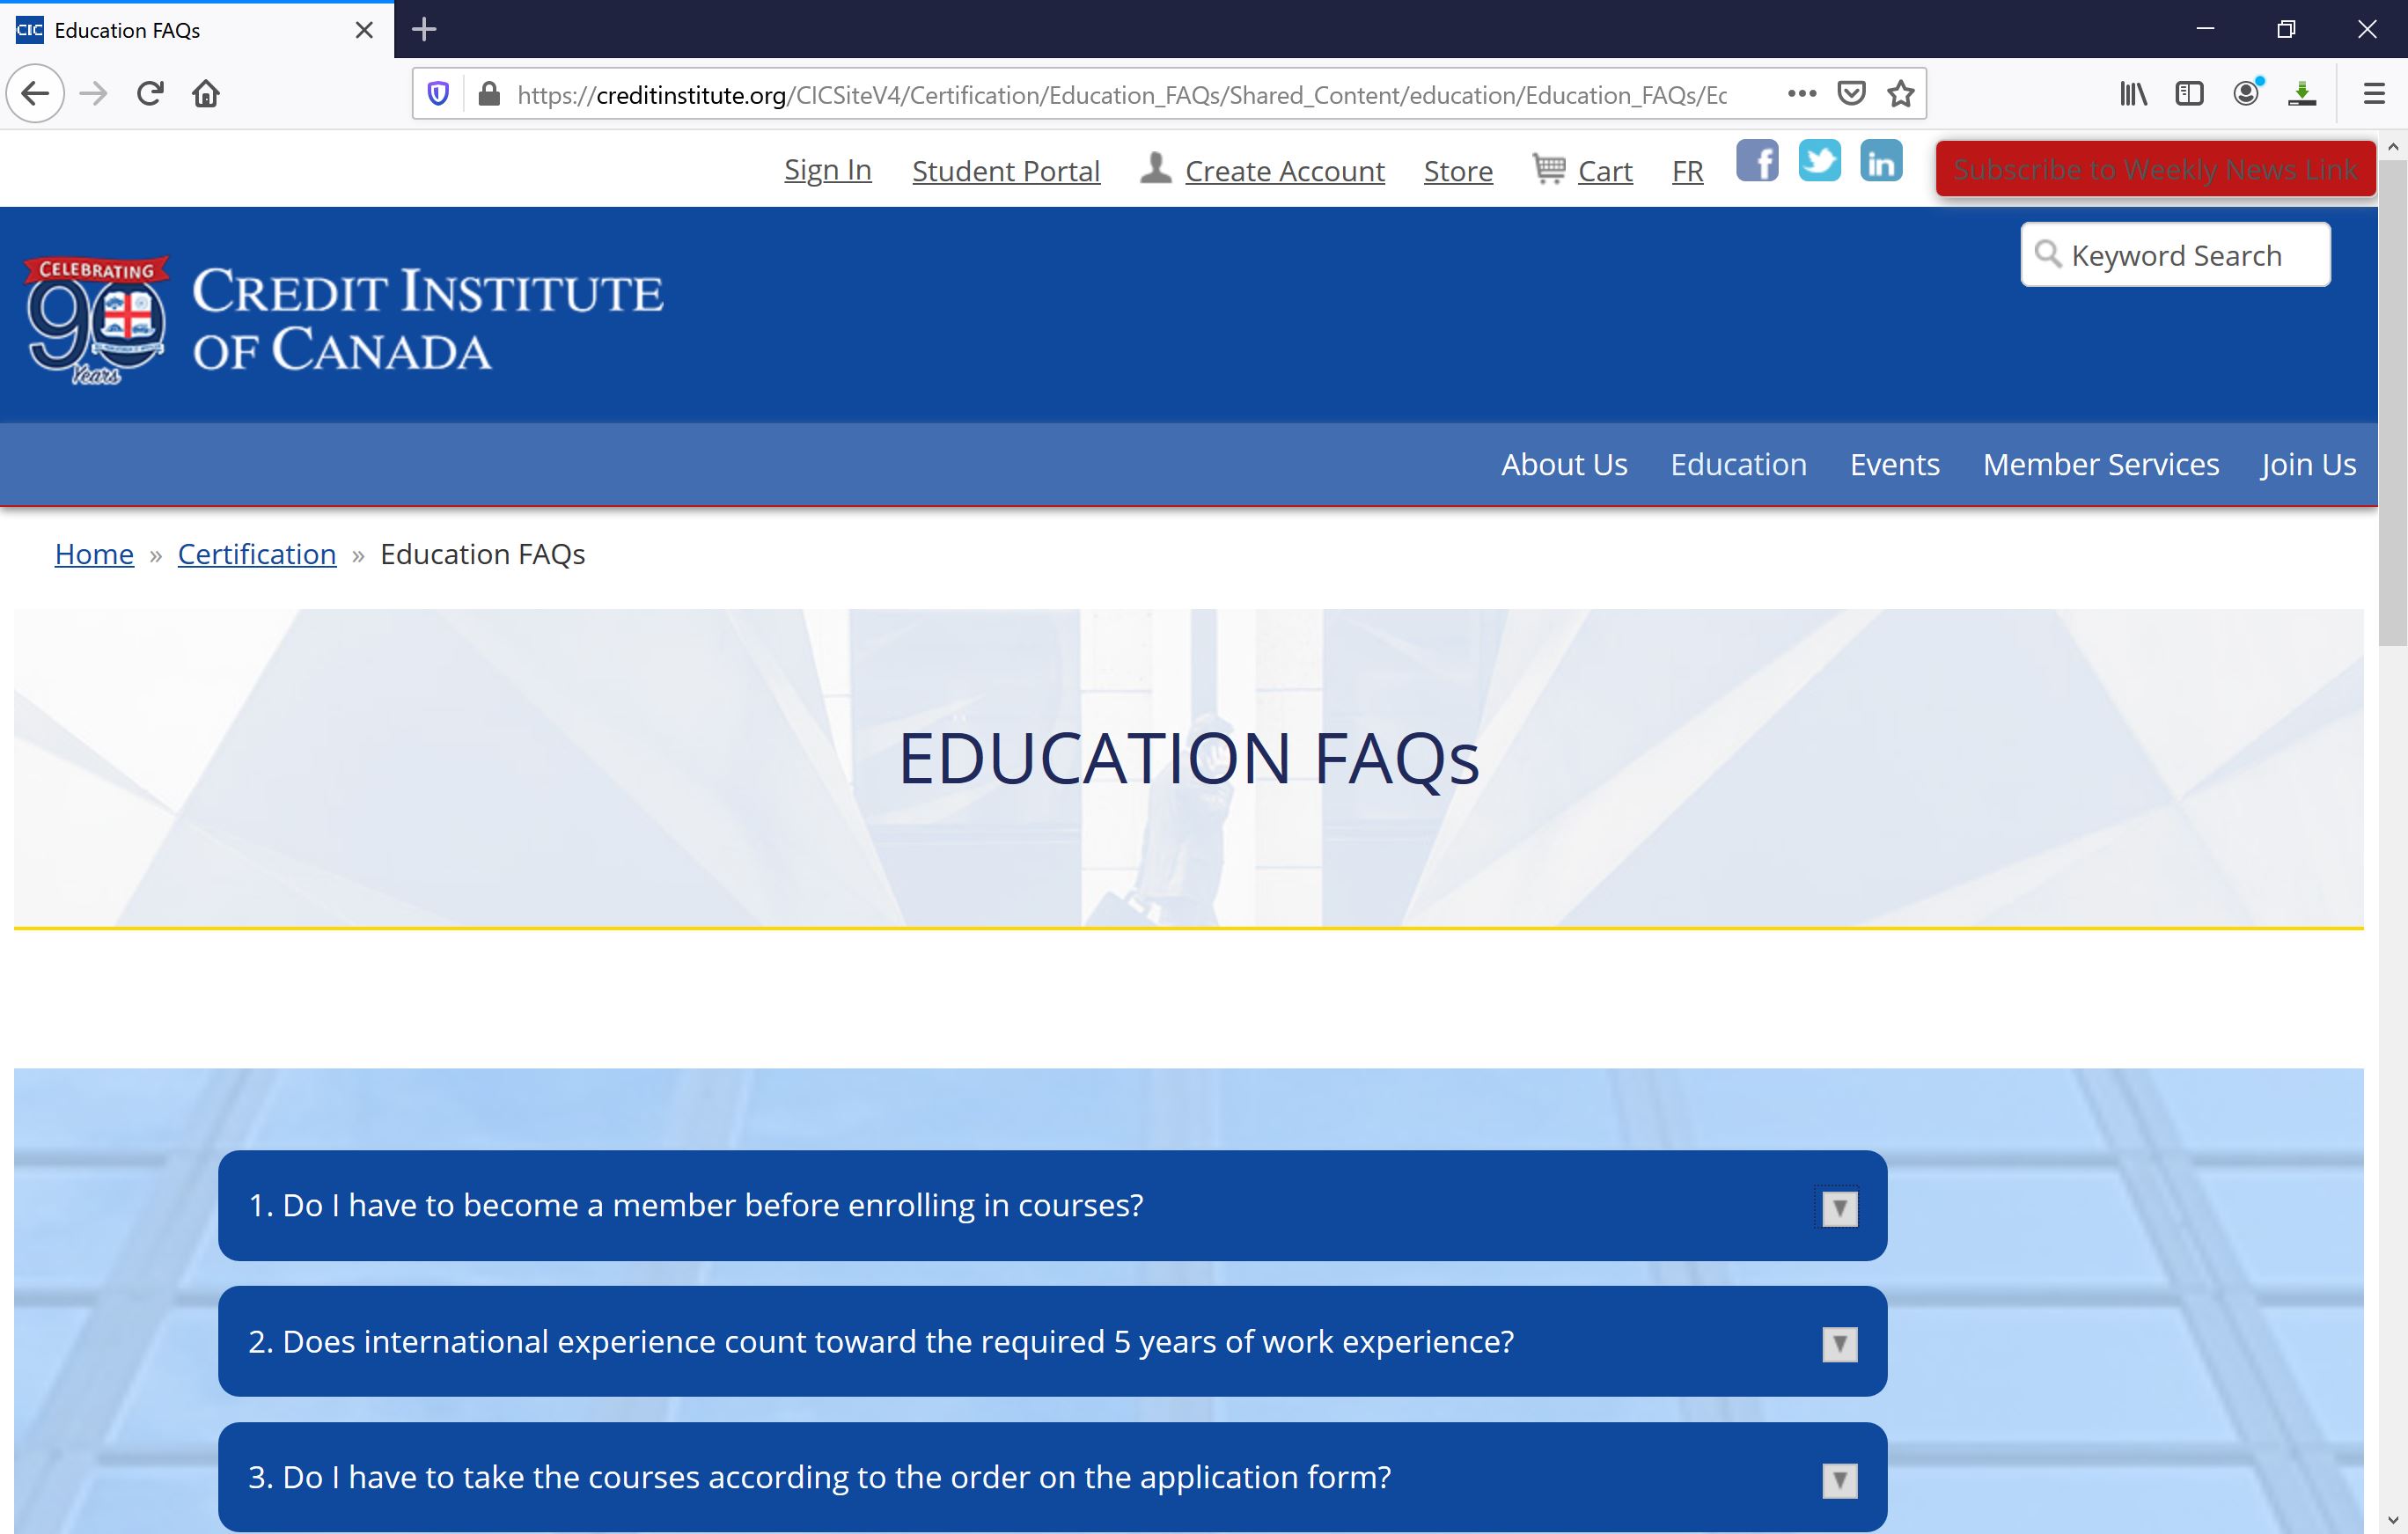 CIC Education FAQs
https://creditinstitute.org/CICSiteV4/Certification/Education_FAQs/Shared_Content/education/Education_FAQs/Ec
Sign In Student Portal Create Account Store Cart FR Subscribe to Weekly News Link
Keyword Search
CELEBRATING
90
Years
CREDIT INSTITUTE
OF CANADA
About Us Education Events Member Services Join Us
Home » Certification » Education FAQs
EDUCATION FAQs
1. Do I have to become a member before enrolling in courses?
2. Does international experience count toward the required 5 years of work experience?
3. Do I have to take the courses according to the order on the application form?